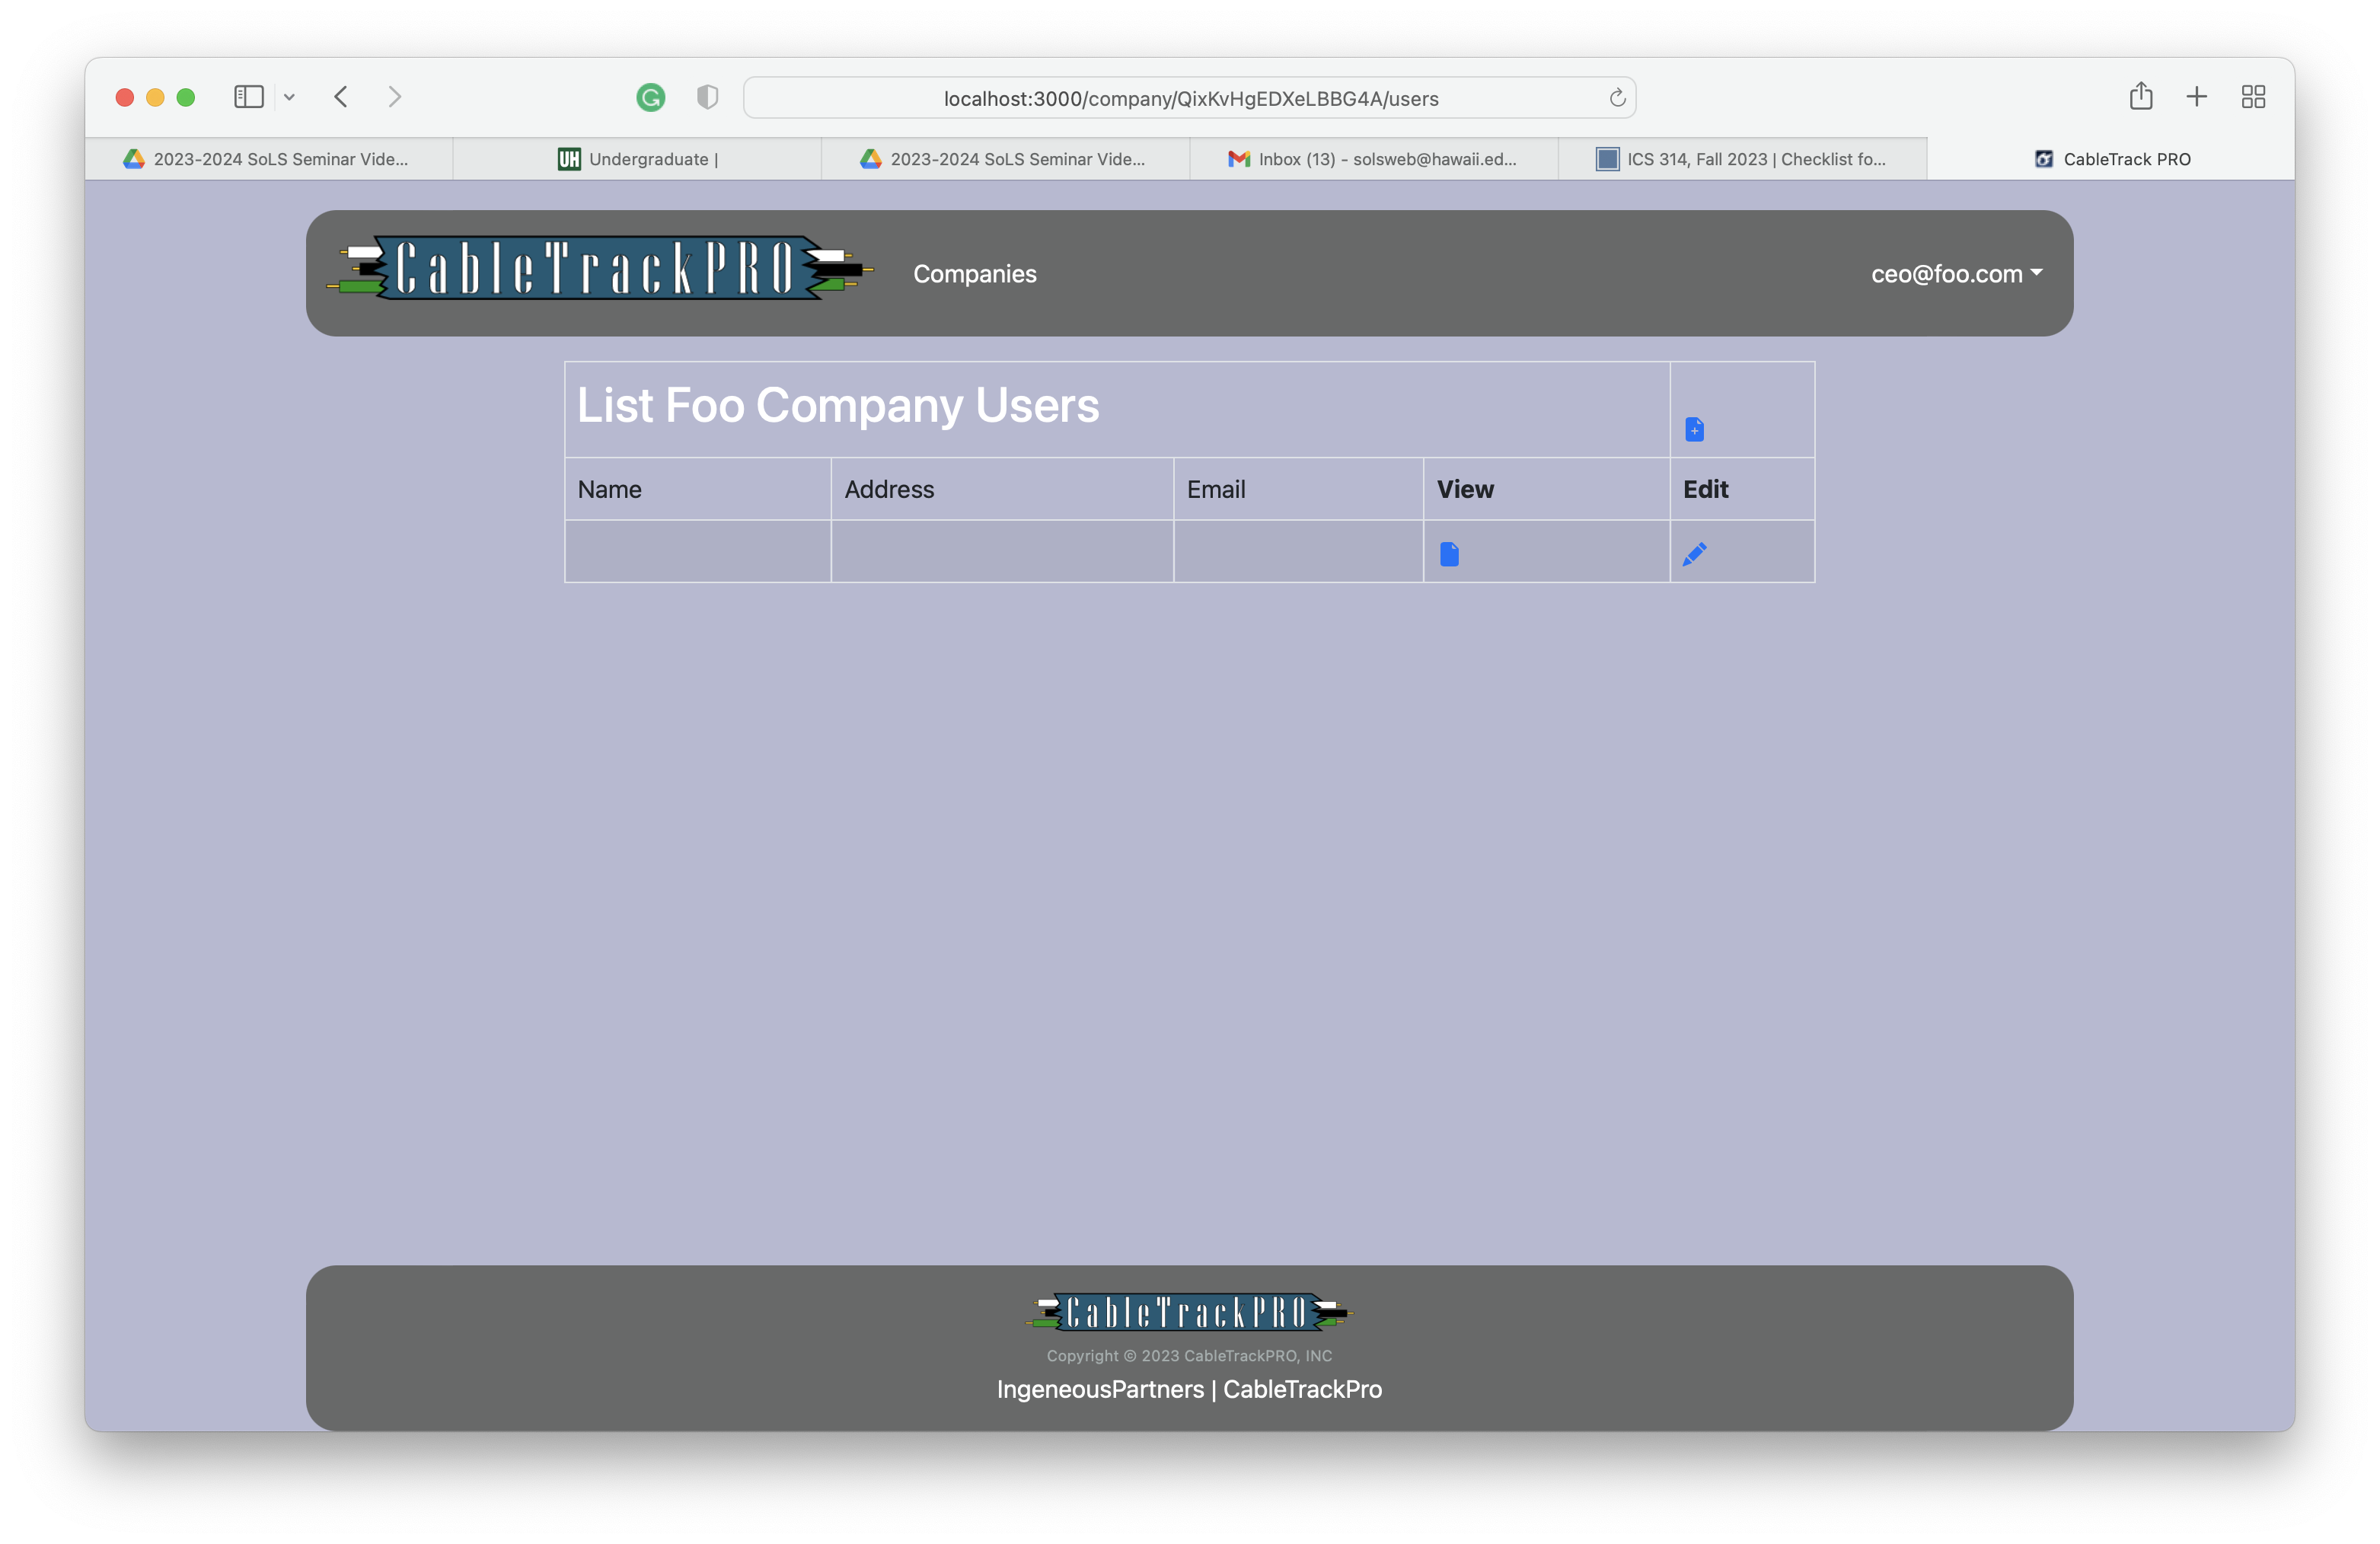 localhost:3000/company/QixKvHgEDXeLBBG4A/users
2023-2024 SoLS Seminar Vide...
UH Undergraduate |
2023-2024 SoLS Seminar Vide...
Inbox (13) - solsweb@hawaii.ed...
ICS 314, Fall 2023 | Checklist fo...
CableTrack PRO
CableTrackPRO
Companies
ceo@foo.com
List Foo Company Users
Name Address Email View Edit
CableTrackPRO
Copyright © 2023 CableTrackPRO, INC
IngeneousPartners | CableTrackPro